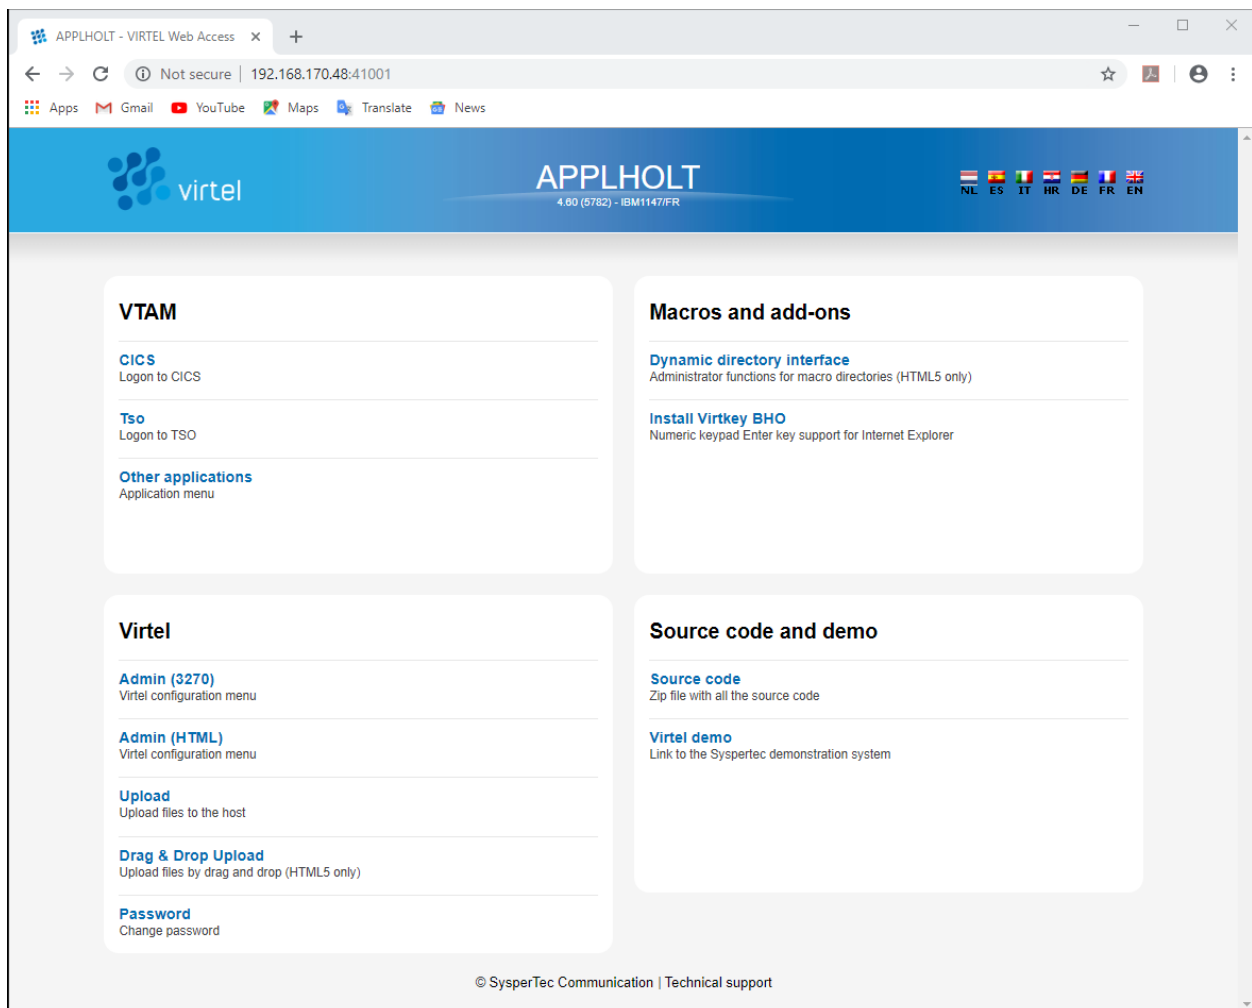 APPLHOLT - VIRTEL Web Access
Not secure | 192.168.170.48:41001
Apps Gmail YouTube Maps Translate News
virtel
APPLHOLT
4.60 (5782) - IBM1147/FR
NL ES IT HR DE FR EN
VTAM
CICS
Logon to CICS
Tso
Logon to TSO
Other applications
Application menu
Macros and add-ons
Dynamic directory interface
Administrator functions for macro directories (HTML5 only)
Install Virtkey BHO
Numeric keypad Enter key support for Internet Explorer
Virtel
Admin (3270)
Virtel configuration menu
Admin (HTML)
Virtel configuration menu
Upload
Upload files to the host
Drag & Drop Upload
Upload files by drag and drop (HTML5 only)
Password
Change password
Source code and demo
Source code
Zip file with all the source code
Virtel demo
Link to the Syspertec demonstration system
© SysperTec Communication | Technical support